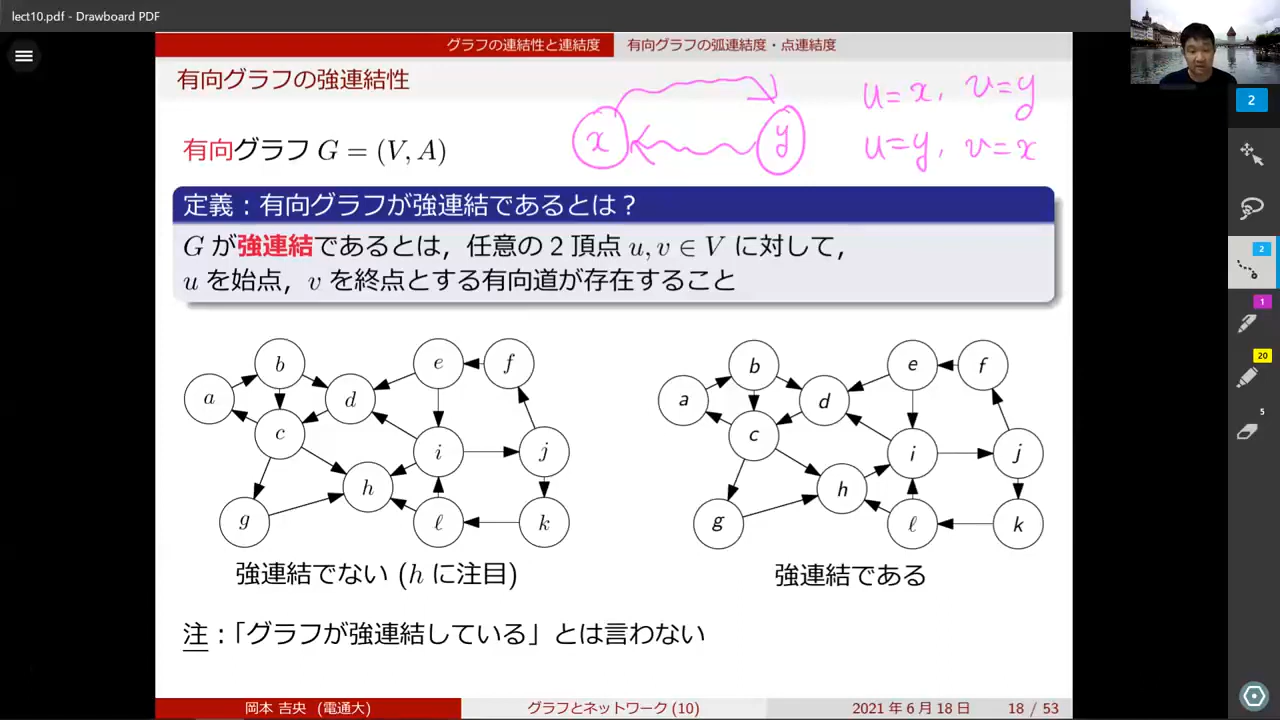 lect10.pdf - Drawboard PDF
グラフの連結性と連結度 有向グラフの弧連結度・点連結度
有向グラフの強連結性
x y u=x, v=y
u=y, v=x
2
有向グラフ G = (V, A)
定義：有向グラフが強連結であるとは？
G が強連結であるとは，任意の 2 頂点 u, v ∈ V に対して，
u を始点，v を終点とする有向道が存在すること
2
1
20
5
b e f b e f
a d a d
c i j c i j
h h
g ℓ k g ℓ k
強連結でない (h に注目) 強連結である
注：「グラフが強連結している」とは言わない
岡本 吉央 (電通大) グラフとネットワーク (10) 2021 年 6 月 18 日 18 / 53